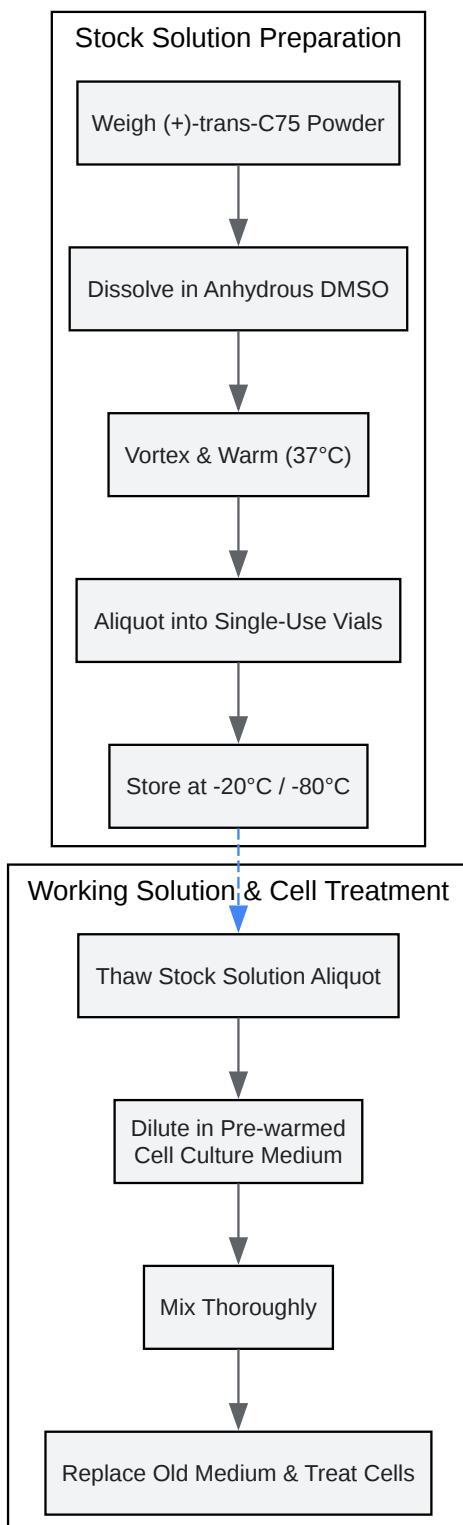 Stock Solution Preparation
Weigh (+)-trans-C75 Powder
Dissolve in Anhydrous DMSO
Vortex & Warm (37°C)
Aliquot into Single-Use Vials
Store at -20°C / -80°C
Working Solution & Cell Treatment
Thaw Stock Solution Aliquot
Dilute in Pre-warmed
Cell Culture Medium
Mix Thoroughly
Replace Old Medium & Treat Cells